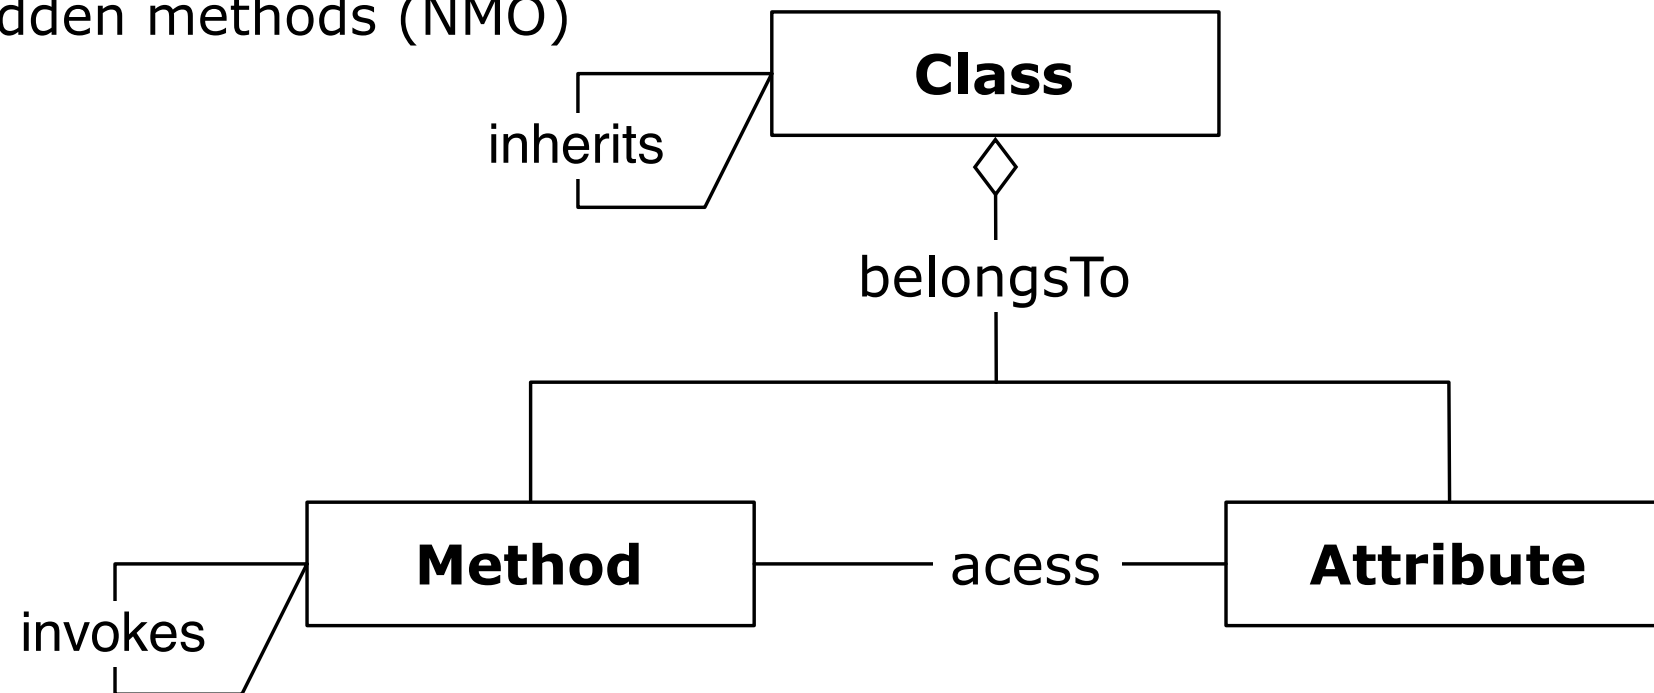 dden methods (NMO)
Class
inherits
belongsTo
Method
acess
Attribute
invokes